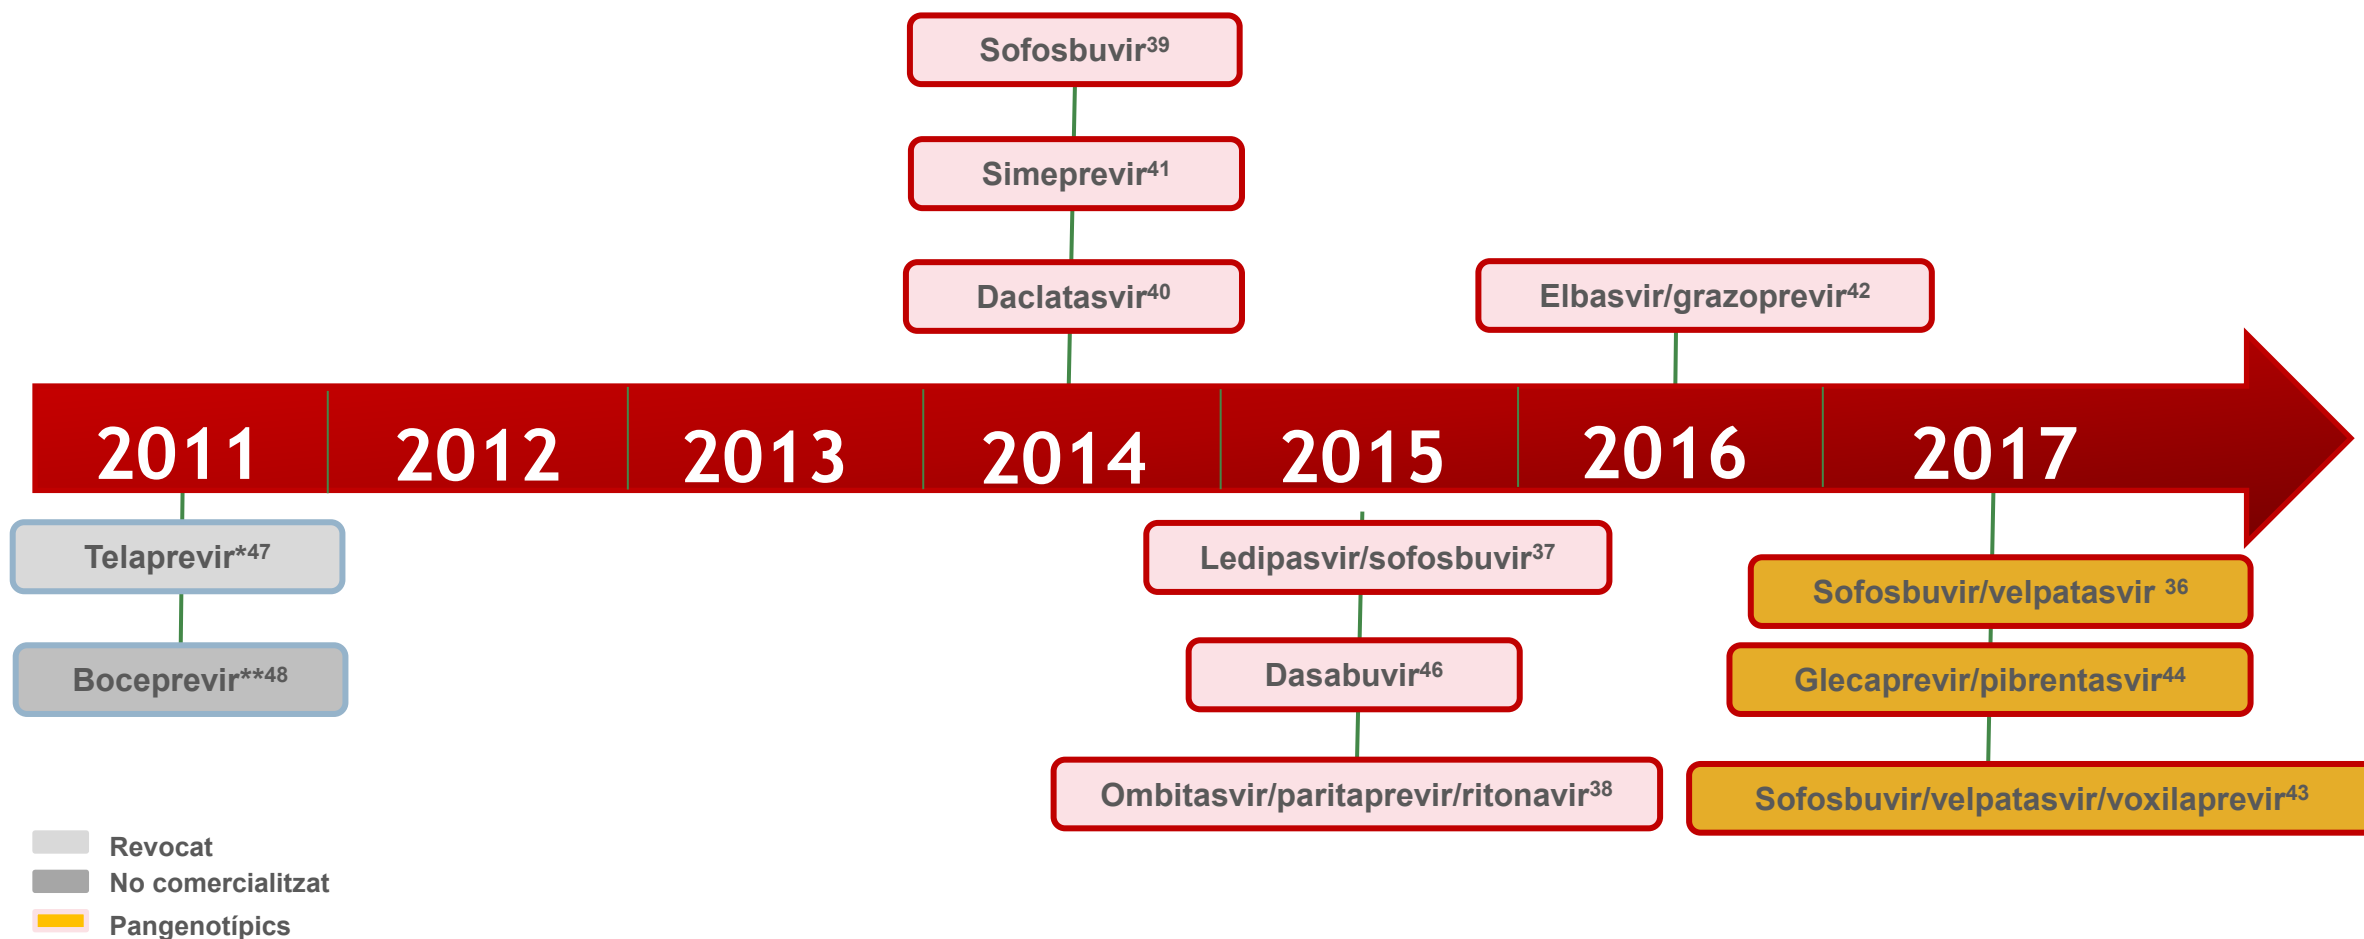 Sofosbuvir39
Simeprevir41
Daclatasvir40
Elbasvir/grazoprevir42
2011 2012 2013 2014 2015 2016 2017
Telaprevir*47
Boceprevir**48
Ledipasvir/sofosbuvir37
Dasabuvir46
Ombitasvir/paritaprevir/ritonavir38
Sofosbuvir/velpatasvir 36
Glecaprevir/pibrentasvir44
Sofosbuvir/velpatasvir/voxilaprevir43
Revocat
No comercialitzat
Pangenotípics